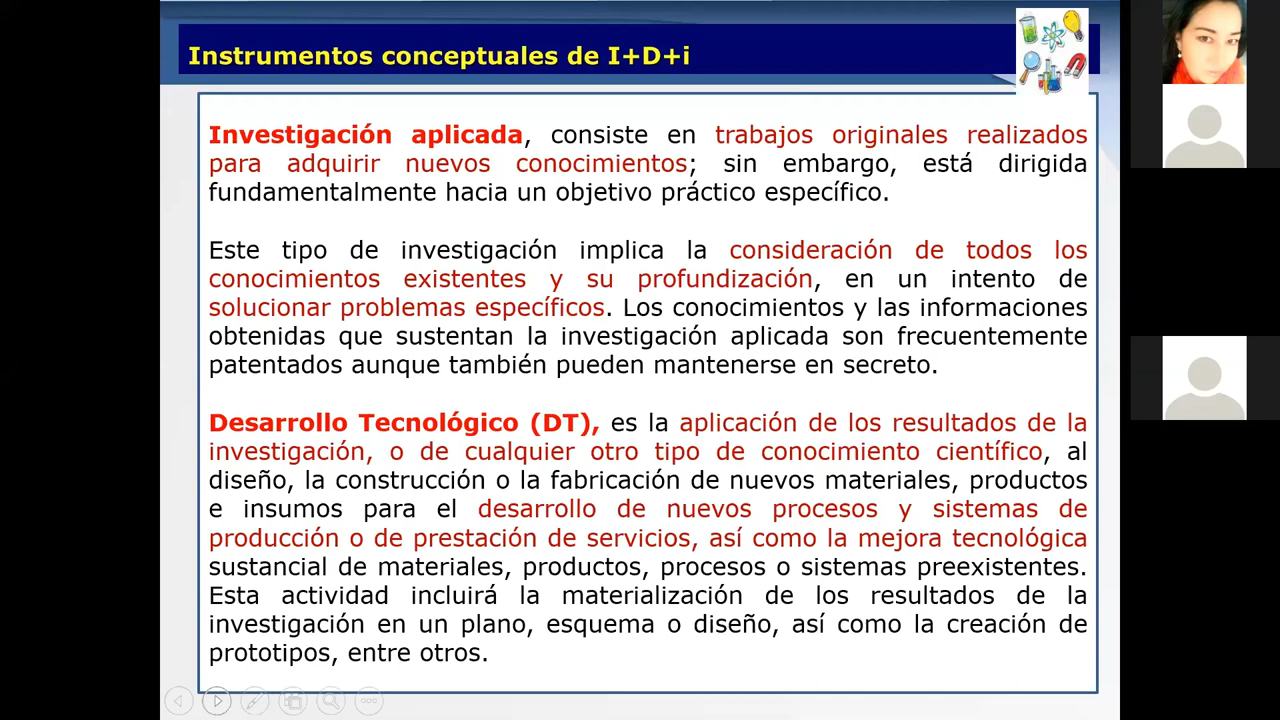 Instrumentos conceptuales de I+D+i
Investigación aplicada, consiste en trabajos originales realizados
para adquirir nuevos conocimientos; sin embargo, está dirigida
fundamentalmente hacia un objetivo práctico específico.
Este tipo de investigación implica la consideración de todos los
conocimientos existentes y su profundización, en un intento de
solucionar problemas específicos. Los conocimientos y las informaciones
obtenidas que sustentan la investigación aplicada son frecuentemente
patentados aunque también pueden mantenerse en secreto.
Desarrollo Tecnológico (DT), es la aplicación de los resultados de la
investigación, o de cualquier otro tipo de conocimiento científico, al
diseño, la construcción o la fabricación de nuevos materiales, productos
e insumos para el desarrollo de nuevos procesos y sistemas de
producción o de prestación de servicios, así como la mejora tecnológica
sustancial de materiales, productos, procesos o sistemas preexistentes.
Esta actividad incluirá la materialización de los resultados de la
investigación en un plano, esquema o diseño, así como la creación de
prototipos, entre otros.